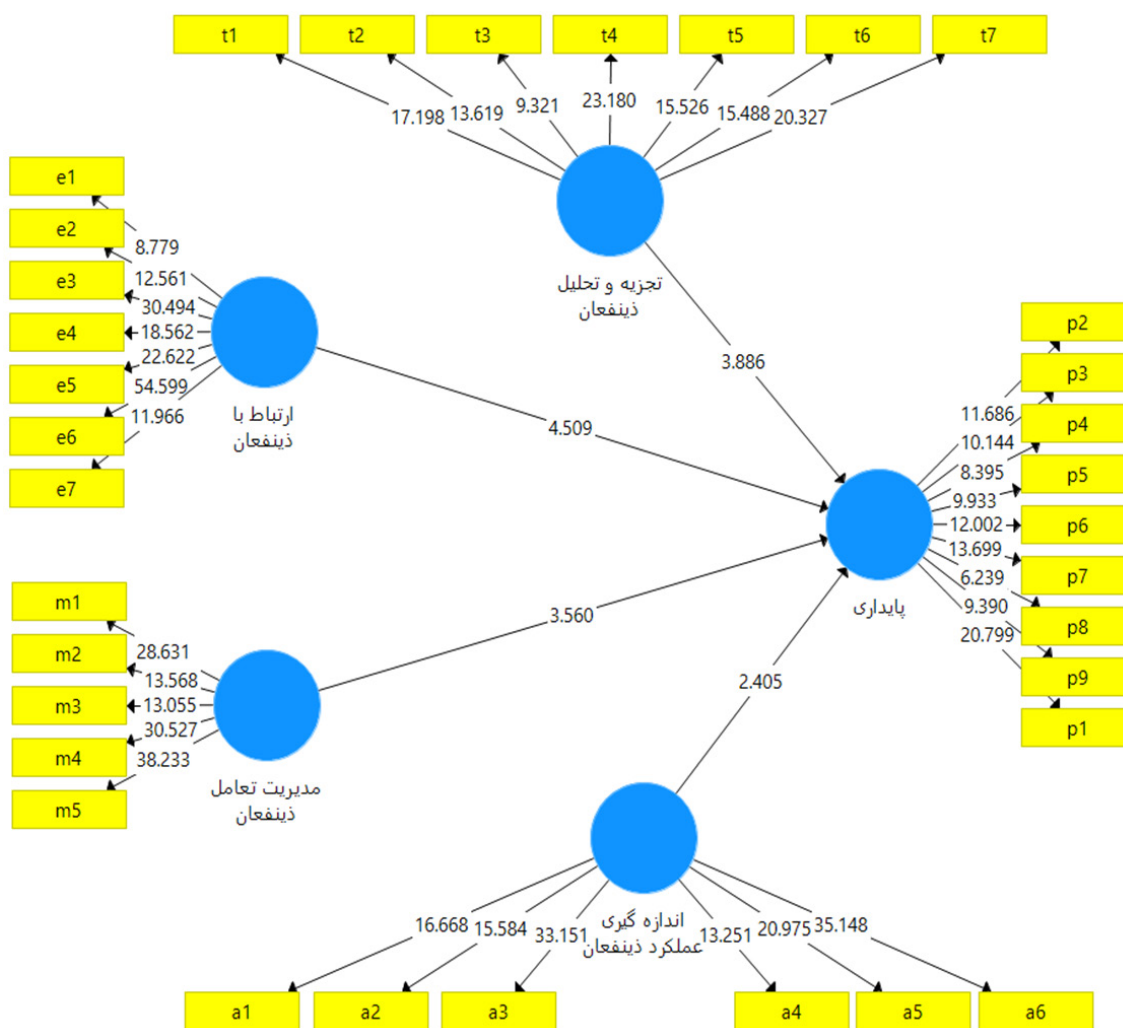 t1
t2
t3
t4
t5
t6
t7
17.198
13.619
9.321
23.180
15.526
15.488
20.327
تجزیه و تحلیل
ذینفعان
e1
e2
e3
e4
e5
e6
e7
8.779
12.561
30.494
18.562
22.622
54.599
11.966
ارتباط با
ذینفعان
3.886
4.509
3.560
2.405
p2
p3
p4
p5
p6
p7
p8
p9
p1
11.686
10.144
8.395
9.933
12.002
13.699
6.239
9.390
20.799
پایداری
m1
m2
m3
m4
m5
28.631
13.568
13.055
30.527
38.233
مدیریت تعامل
ذینفعان
اندازه گیری
عملکرد ذینفعان
16.668
15.584
33.151
13.251
20.975
35.148
a1
a2
a3
a4
a5
a6